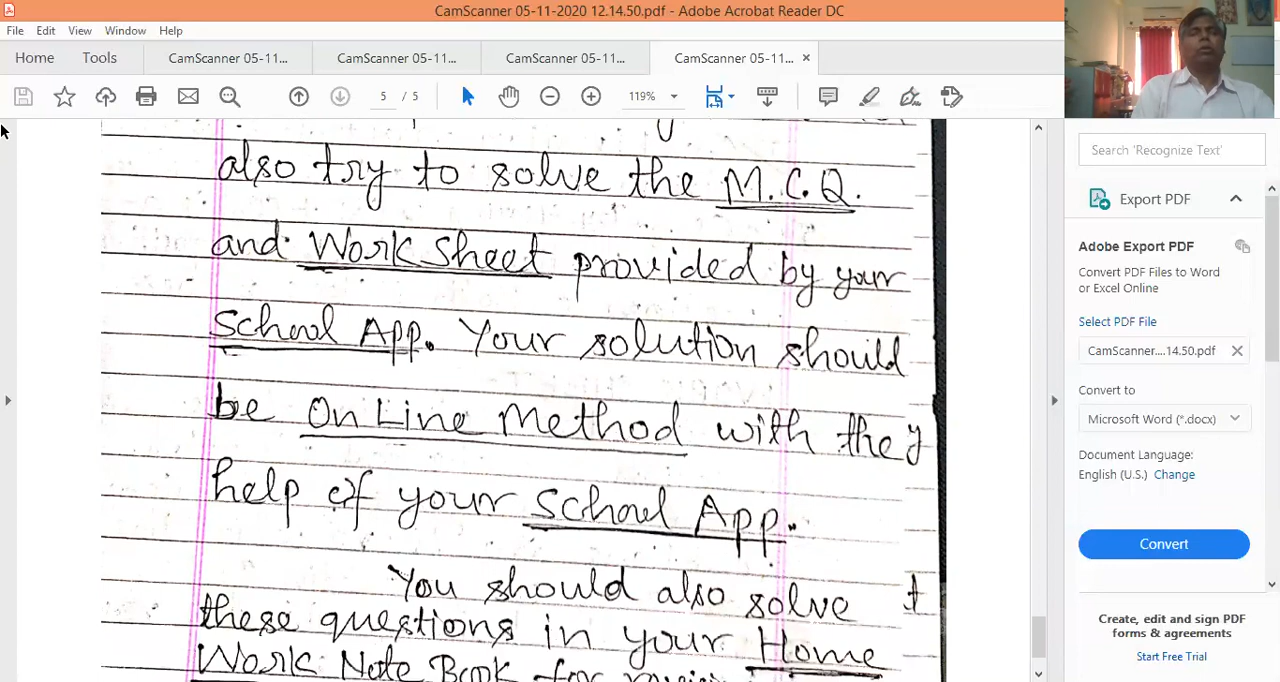 CamScanner 05-11-2020 12.14.50.pdf - Adobe Acrobat Reader DC
File Edit View Window Help
Home Tools CamScanner 05-11... CamScanner 05-11... CamScanner 05-11... CamScanner 05-11... ×
5 / 5 119%
also try to solve the M.C.Q.
and Work Sheet provided by your
School App. Your solution should
be On Line Method with the y
help of your School App.
You should also solve t
these questions in your Home
Work Note Book for
Search 'Recognize Text'
Export PDF
Adobe Export PDF
Convert PDF Files to Word
or Excel Online
Select PDF File
CamScanner....14.50.pdf
Convert to
Microsoft Word (*.docx)
Document Language:
English (U.S.) Change
Convert
Create, edit and sign PDF
forms & agreements
Start Free Trial